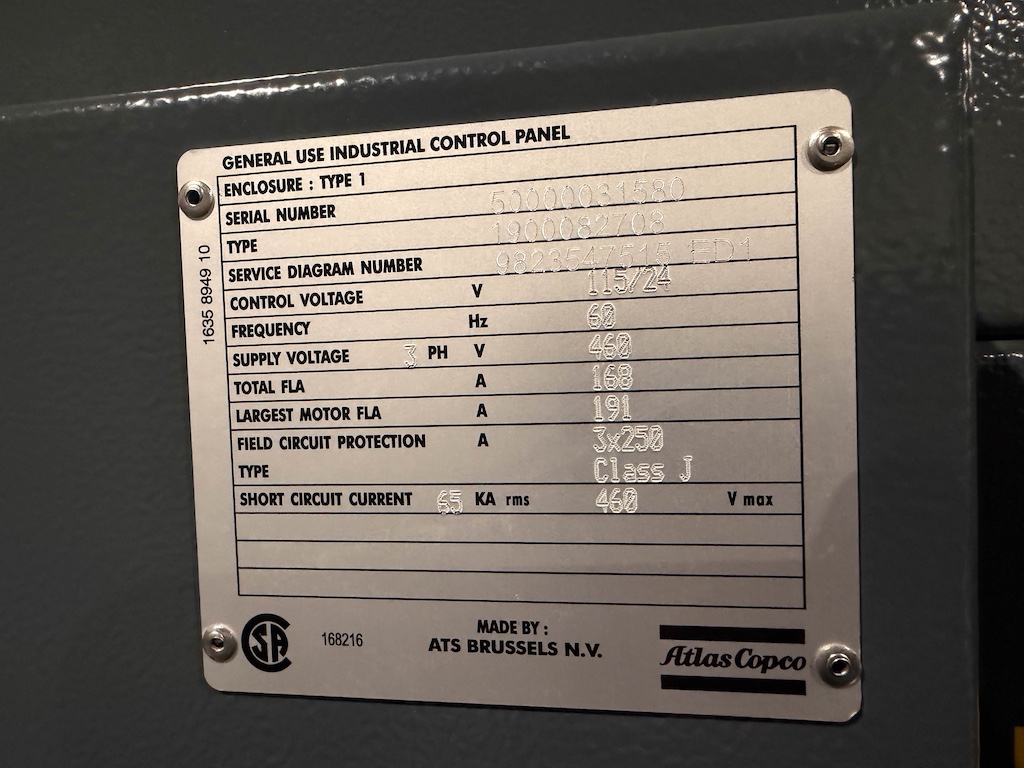 GENERAL USE INDUSTRIAL CONTROL PANEL
ENCLOSURE : TYPE 1
SERIAL NUMBER 50000031580
TYPE 1900082708
SERVICE DIAGRAM NUMBER 9823547515 ED1
CONTROL VOLTAGE V 115/24
FREQUENCY Hz 60
SUPPLY VOLTAGE 3 PH V 460
TOTAL FLA A 168
LARGEST MOTOR FLA A 191
FIELD CIRCUIT PROTECTION A 3x250
TYPE Class J
SHORT CIRCUIT CURRENT 65 KA rms 460 V max
1635 8949 10
CSA
168216
MADE BY :
ATS BRUSSELS N.V.
Atlas Copco